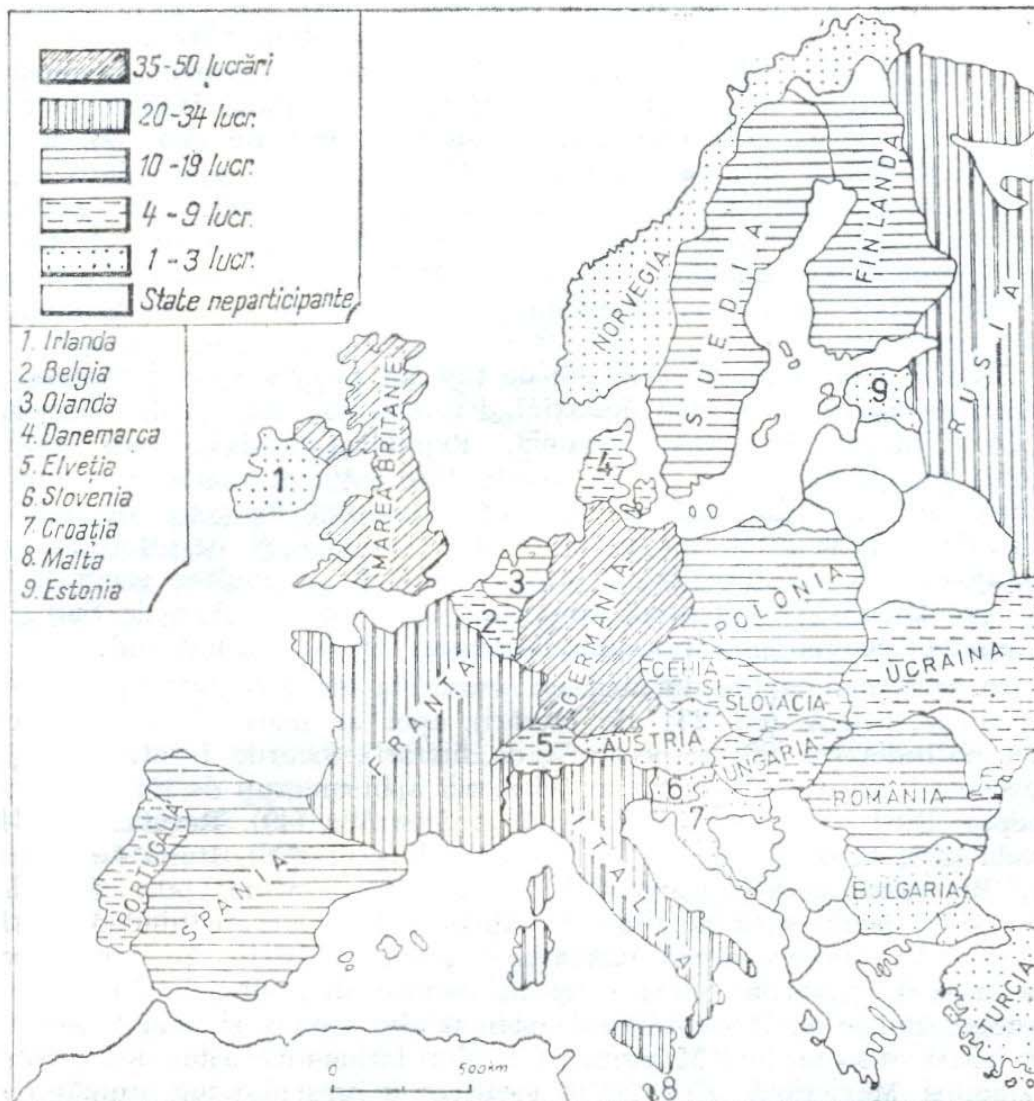 35-50 lucrări
20-34 lucr.
10-19 lucr.
4-9 lucr.
1-3 lucr.
State neparticipante
1. Irlanda
2 Belgia
3 Olanda
4 Danemarca
5 Elveția
6 Slovenia
7 Croația
8 Malta
9 Estonia
NORVEGIA
SUEDIA
FINLANDA
RUSIA
9
1
MAREA BRITANIE
4
3
2
GERMANIA
POLONIA
UCRAINA
CEHIA
ȘI
SLOVACIA
FRANȚA
5
AUSTRIA
UNGARIA
6
7
ROMÂNIA
ITALIA
BULGARIA
PORTUGALIA
SPANIA
TURCIA
0 500km
8